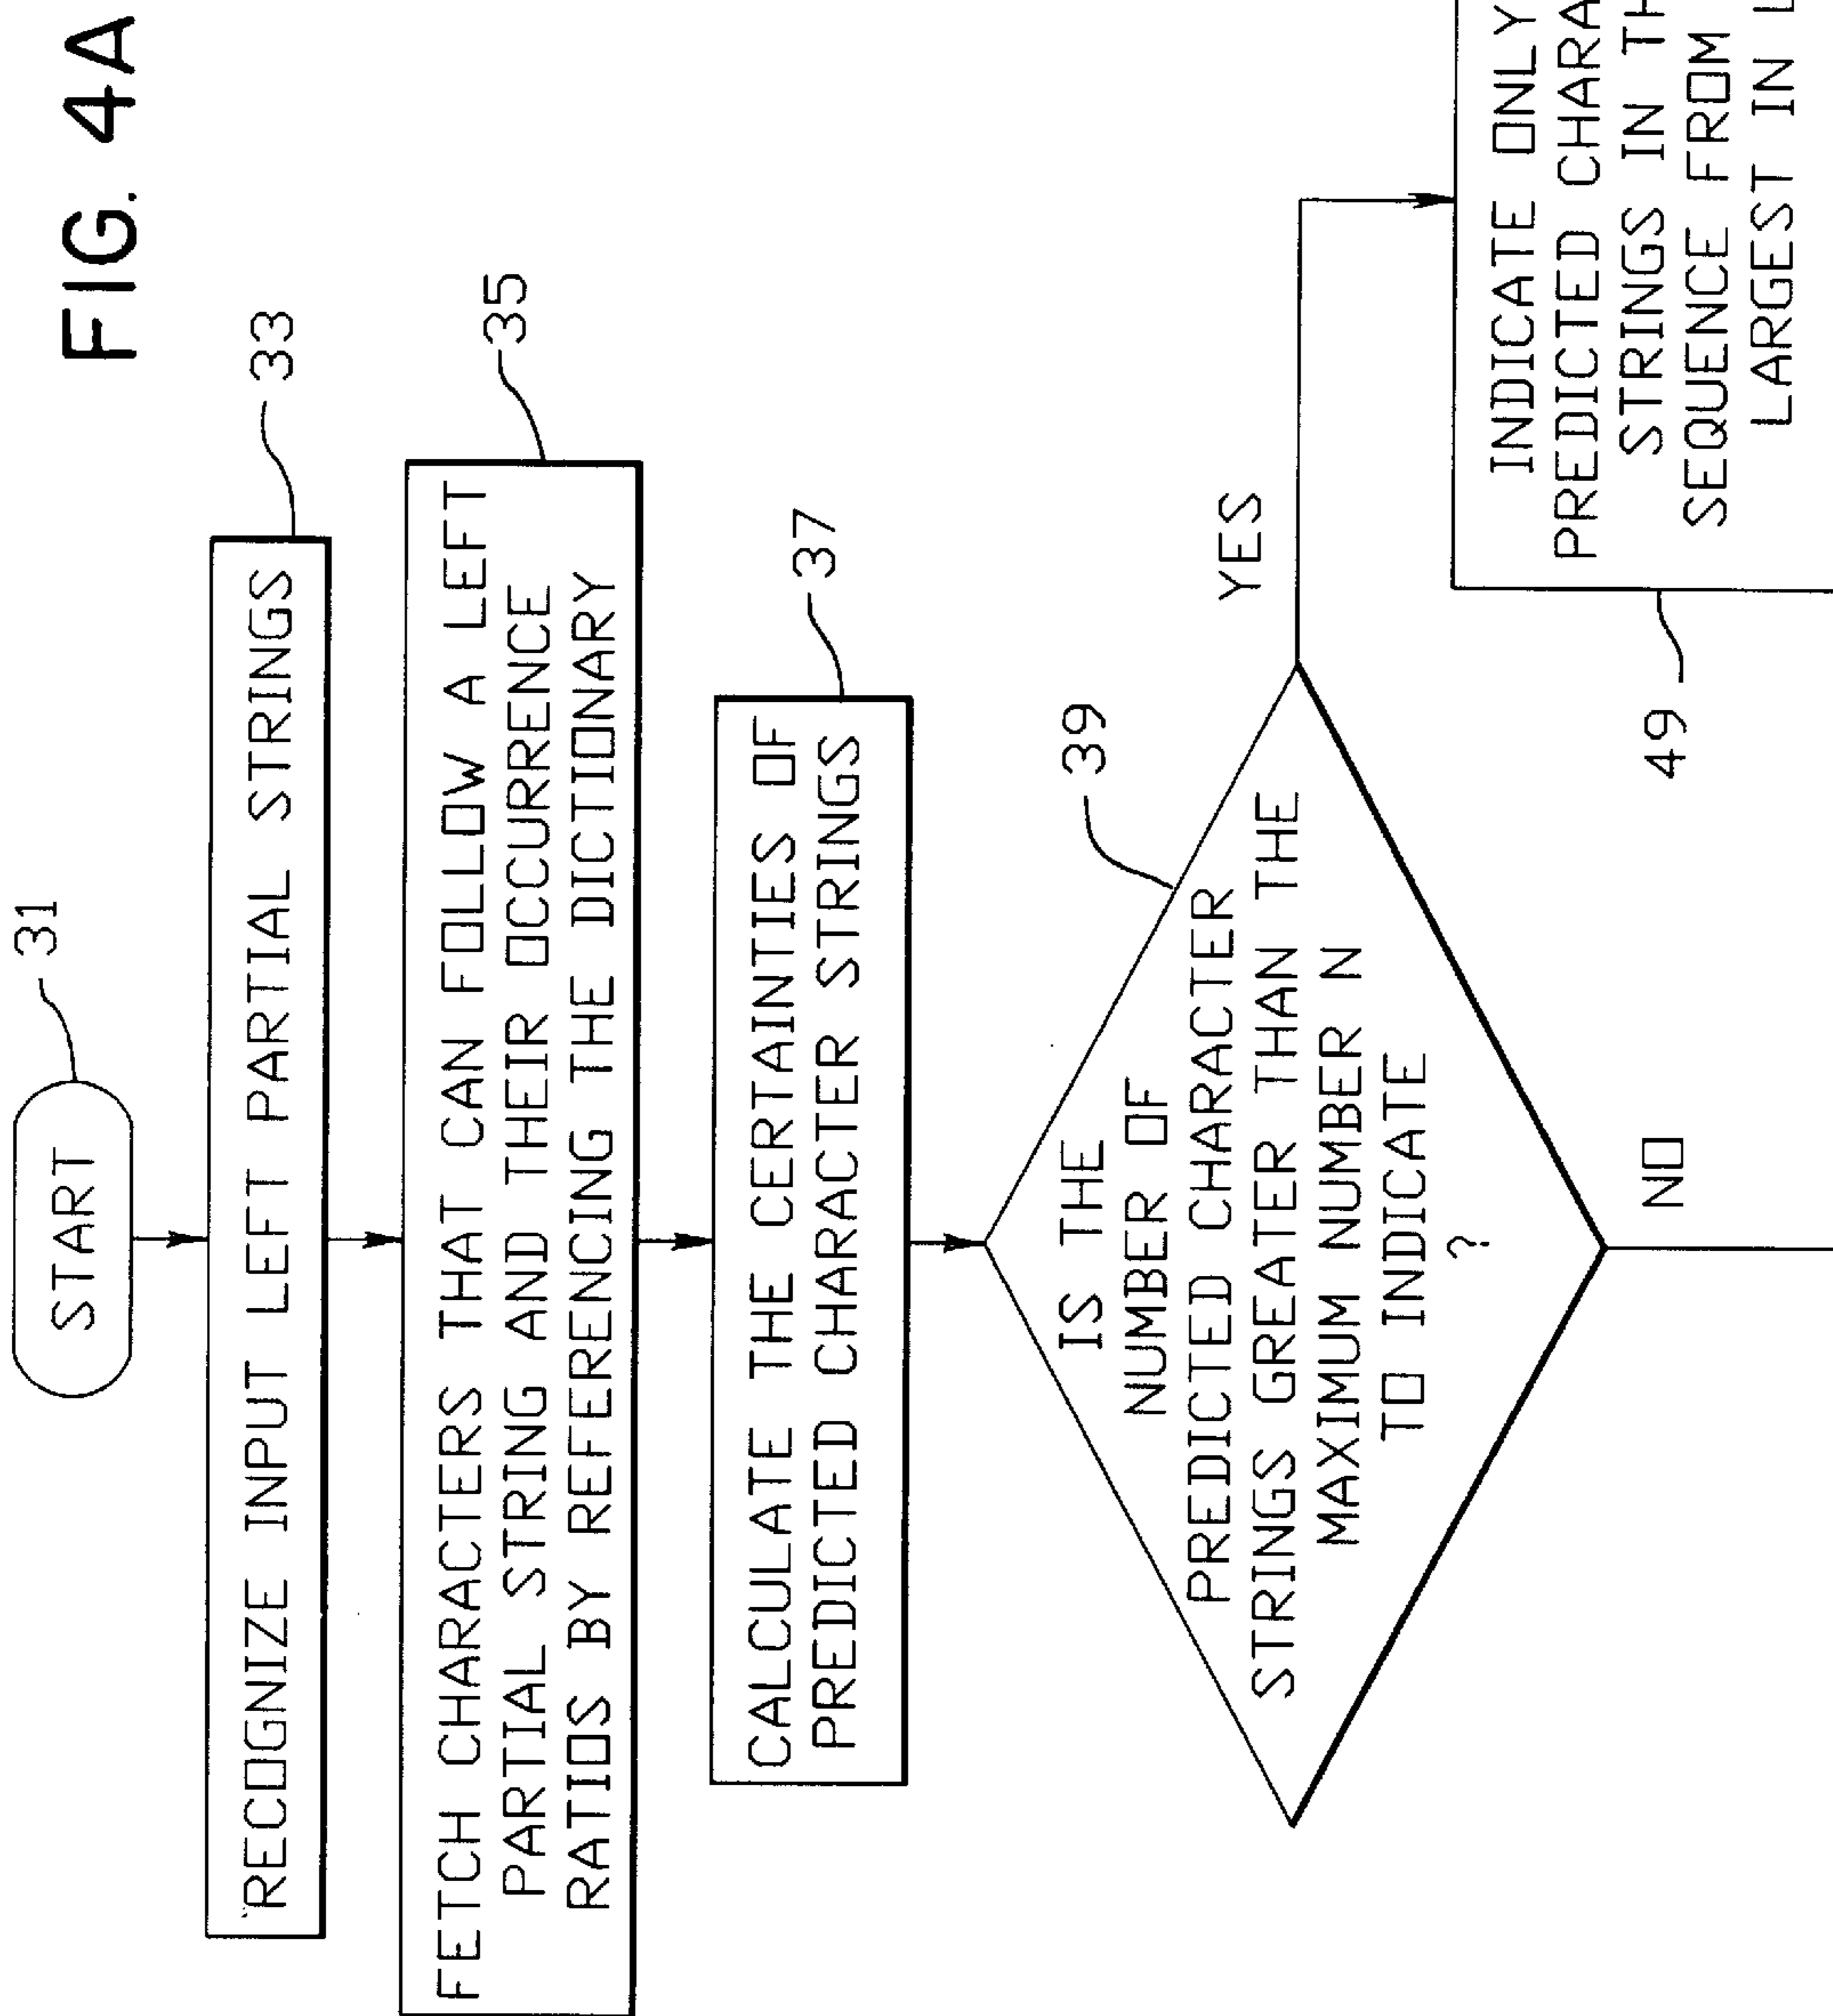 FIG. 4A
START
31
RECOGNIZE INPUT LEFT PARTIAL STRINGS
33
FETCH CHARACTERS THAT CAN FOLLOW A LEFT
PARTIAL STRING AND THEIR OCCURRENCE
RATIOS BY REFERENCING THE DICTIONARY
35
CALCULATE THE CERTAINTIES OF
PREDICTED CHARACTER STRINGS
37
IS THE
NUMBER OF
PREDICTED CHARACTER
STRINGS GREATER THAN THE
MAXIMUM NUMBER N
TO INDICATE
?
39
YES
NO
49
INDICATE ONLY
PREDICTED
STRINGS IN
SEQUENCE FROM
LARGEST IN